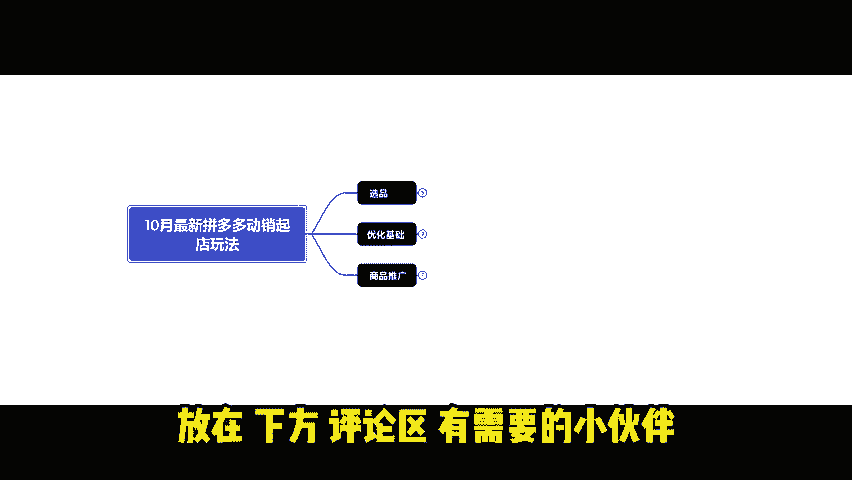 10月最新拼多多动销起
店玩法
选品
优化基础
商品推广
放在 下方 评论区 有需要的小伙伴